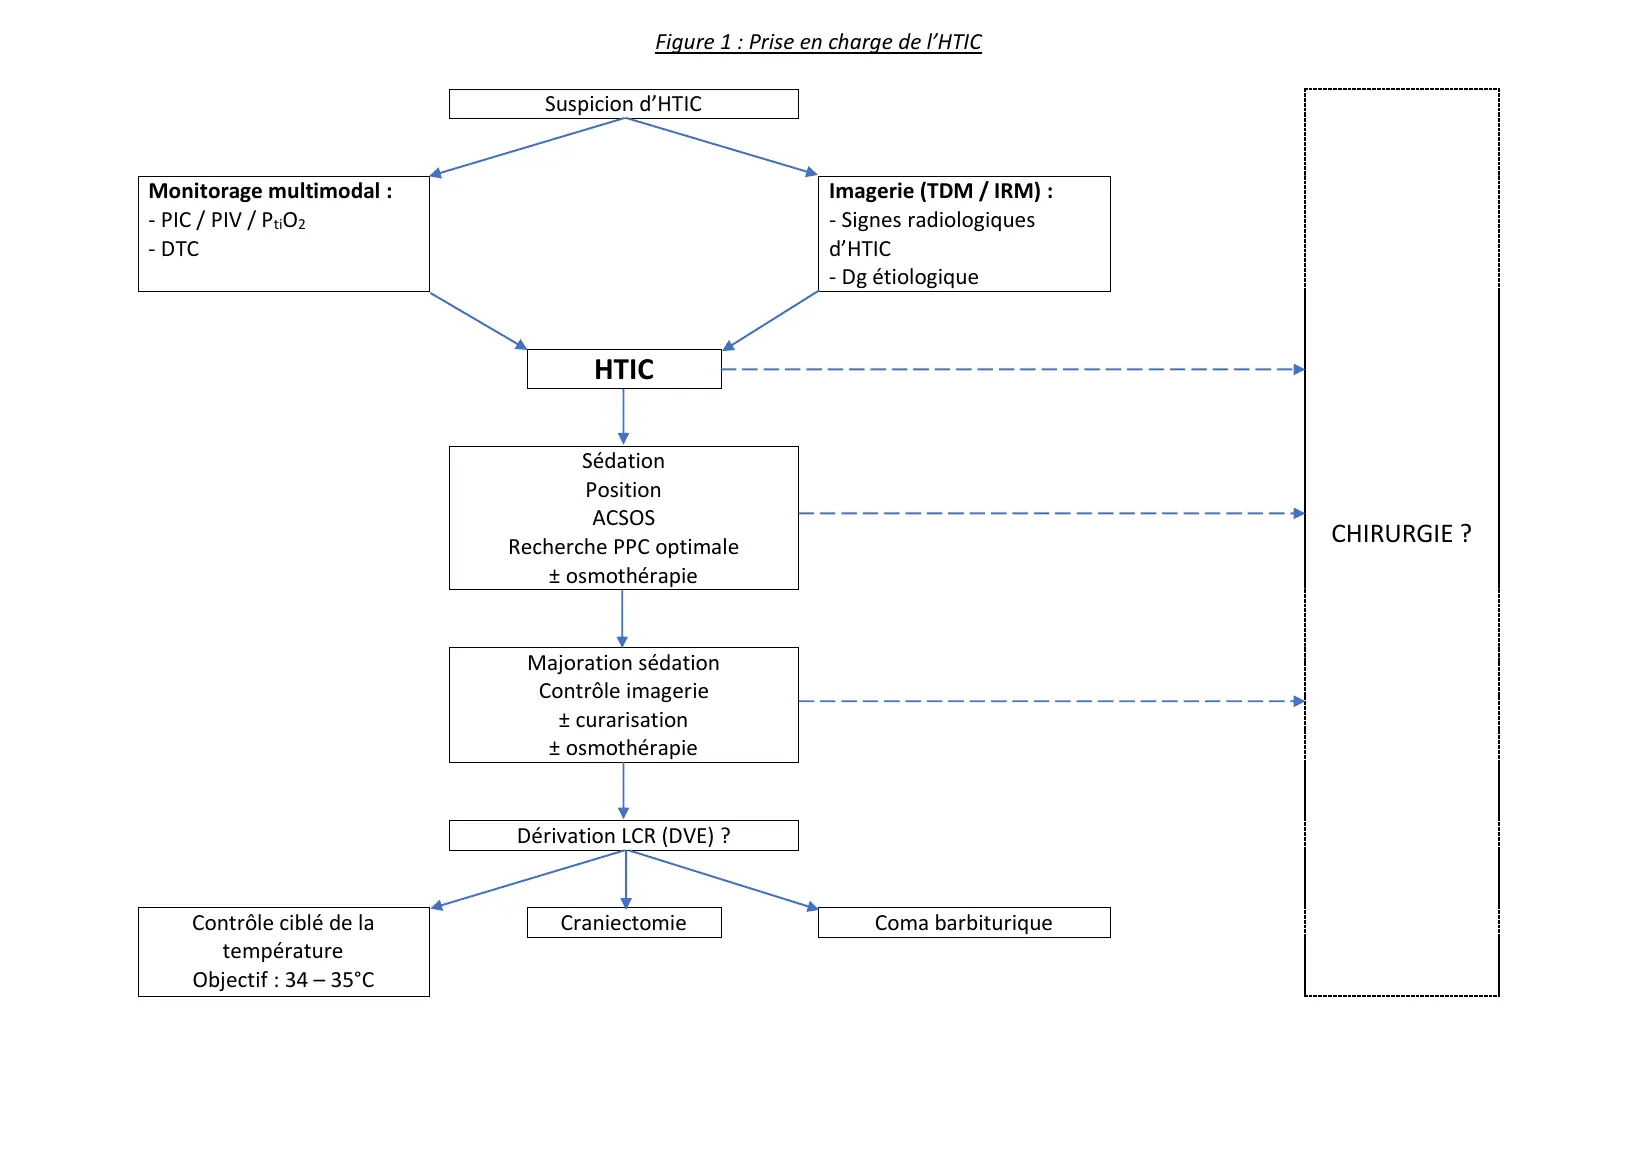 Figure 1 : Prise en charge de l’HTIC
Suspicion d’HTIC
Monitorage multimodal :
- PIC / PIV / PtiO2
- DTC
Imagerie (TDM / IRM) :
- Signes radiologiques
d’HTIC
- Dg étiologique
HTIC
Sédation
Position
ACSOS
Recherche PPC optimale
± osmothérapie
CHIRURGIE ?
Majoration sédation
Contrôle imagerie
± curarisation
± osmothérapie
Dérivation LCR (DVE) ?
Contrôle ciblé de la
température
Objectif : 34 – 35°C
Craniectomie
Coma barbiturique